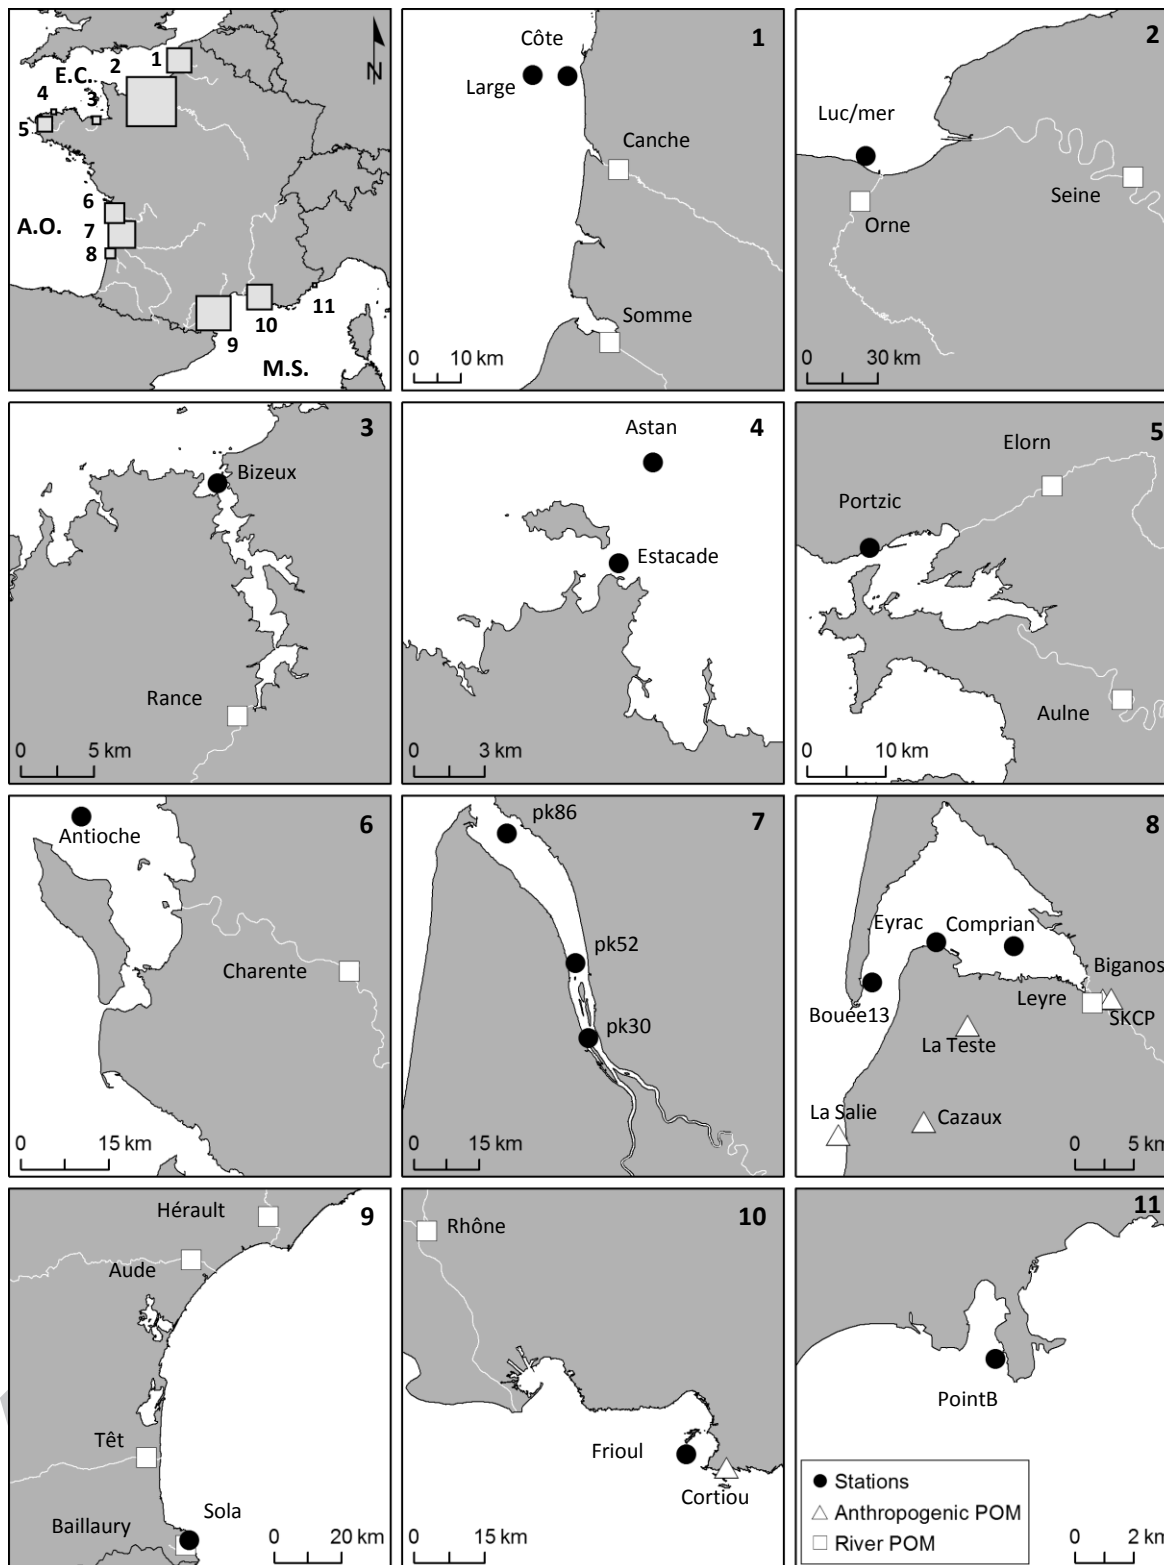 1
2
E.C.
4
3
5
6
A.O.
7
8
11
10
9
M.S.
N
1
Côte
Large
Canche
Somme
0 10 km
2
Luc/mer
Seine
Orne
0 30 km
3
Bizeux
Rance
0 5 km
4
Astan
Estacade
0 3 km
5
Elorn
Portzic
Aulne
0 10 km
6
Antioche
Charente
0 15 km
7
pk86
pk52
pk30
0 15 km
8
Eyrac Comprian
Biganos
Leyre
SKCP
Bouée13
La Teste
La Salie
Cazaux
0 5 km
9
Hérault
Aude
Têt
Sola
Baillaury
0 20 km
10
Rhône
Frioul
Cortiou
0 15 km
11
PointB
Stations
Anthropogenic POM
River POM
0 2 km